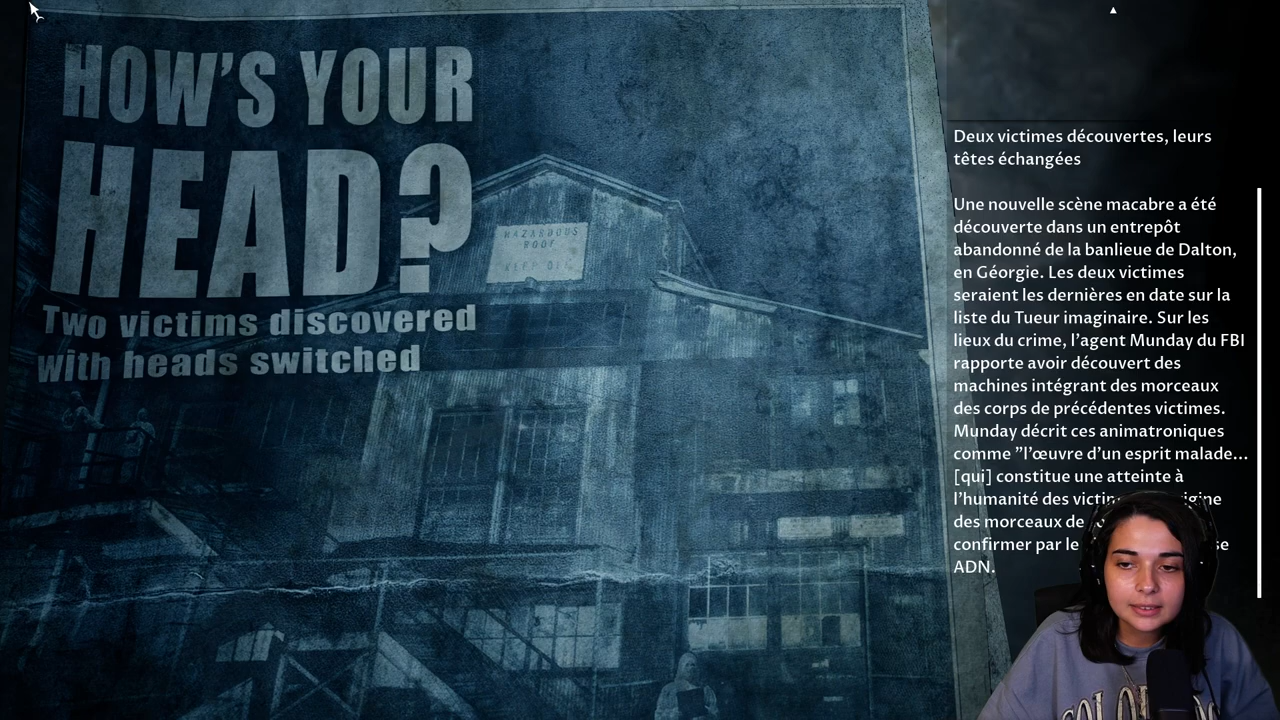 HOW'S YOUR
HEAD?
Two victims discovered
with heads switched
HAZARDOUS
ROOF
KEEP OUT
Deux victimes découvertes, leurs
têtes échangées
Une nouvelle scène macabre a été
découverte dans un entrepôt
abandonné de la banlieue de Dalton,
en Géorgie. Les deux victimes
seraient les dernières en date sur la
liste du Tueur imaginaire. Sur les
lieux du crime, l'agent Munday du FBI
rapporte avoir découvert des
machines intégrant des morceaux
des corps de précédentes victimes.
Munday décrit ces animatroniques
comme "l'œuvre d'un esprit malade...
[qui] constitue une atteinte à
l'humanité des
des morceaux de
confirmer par le
ADN.